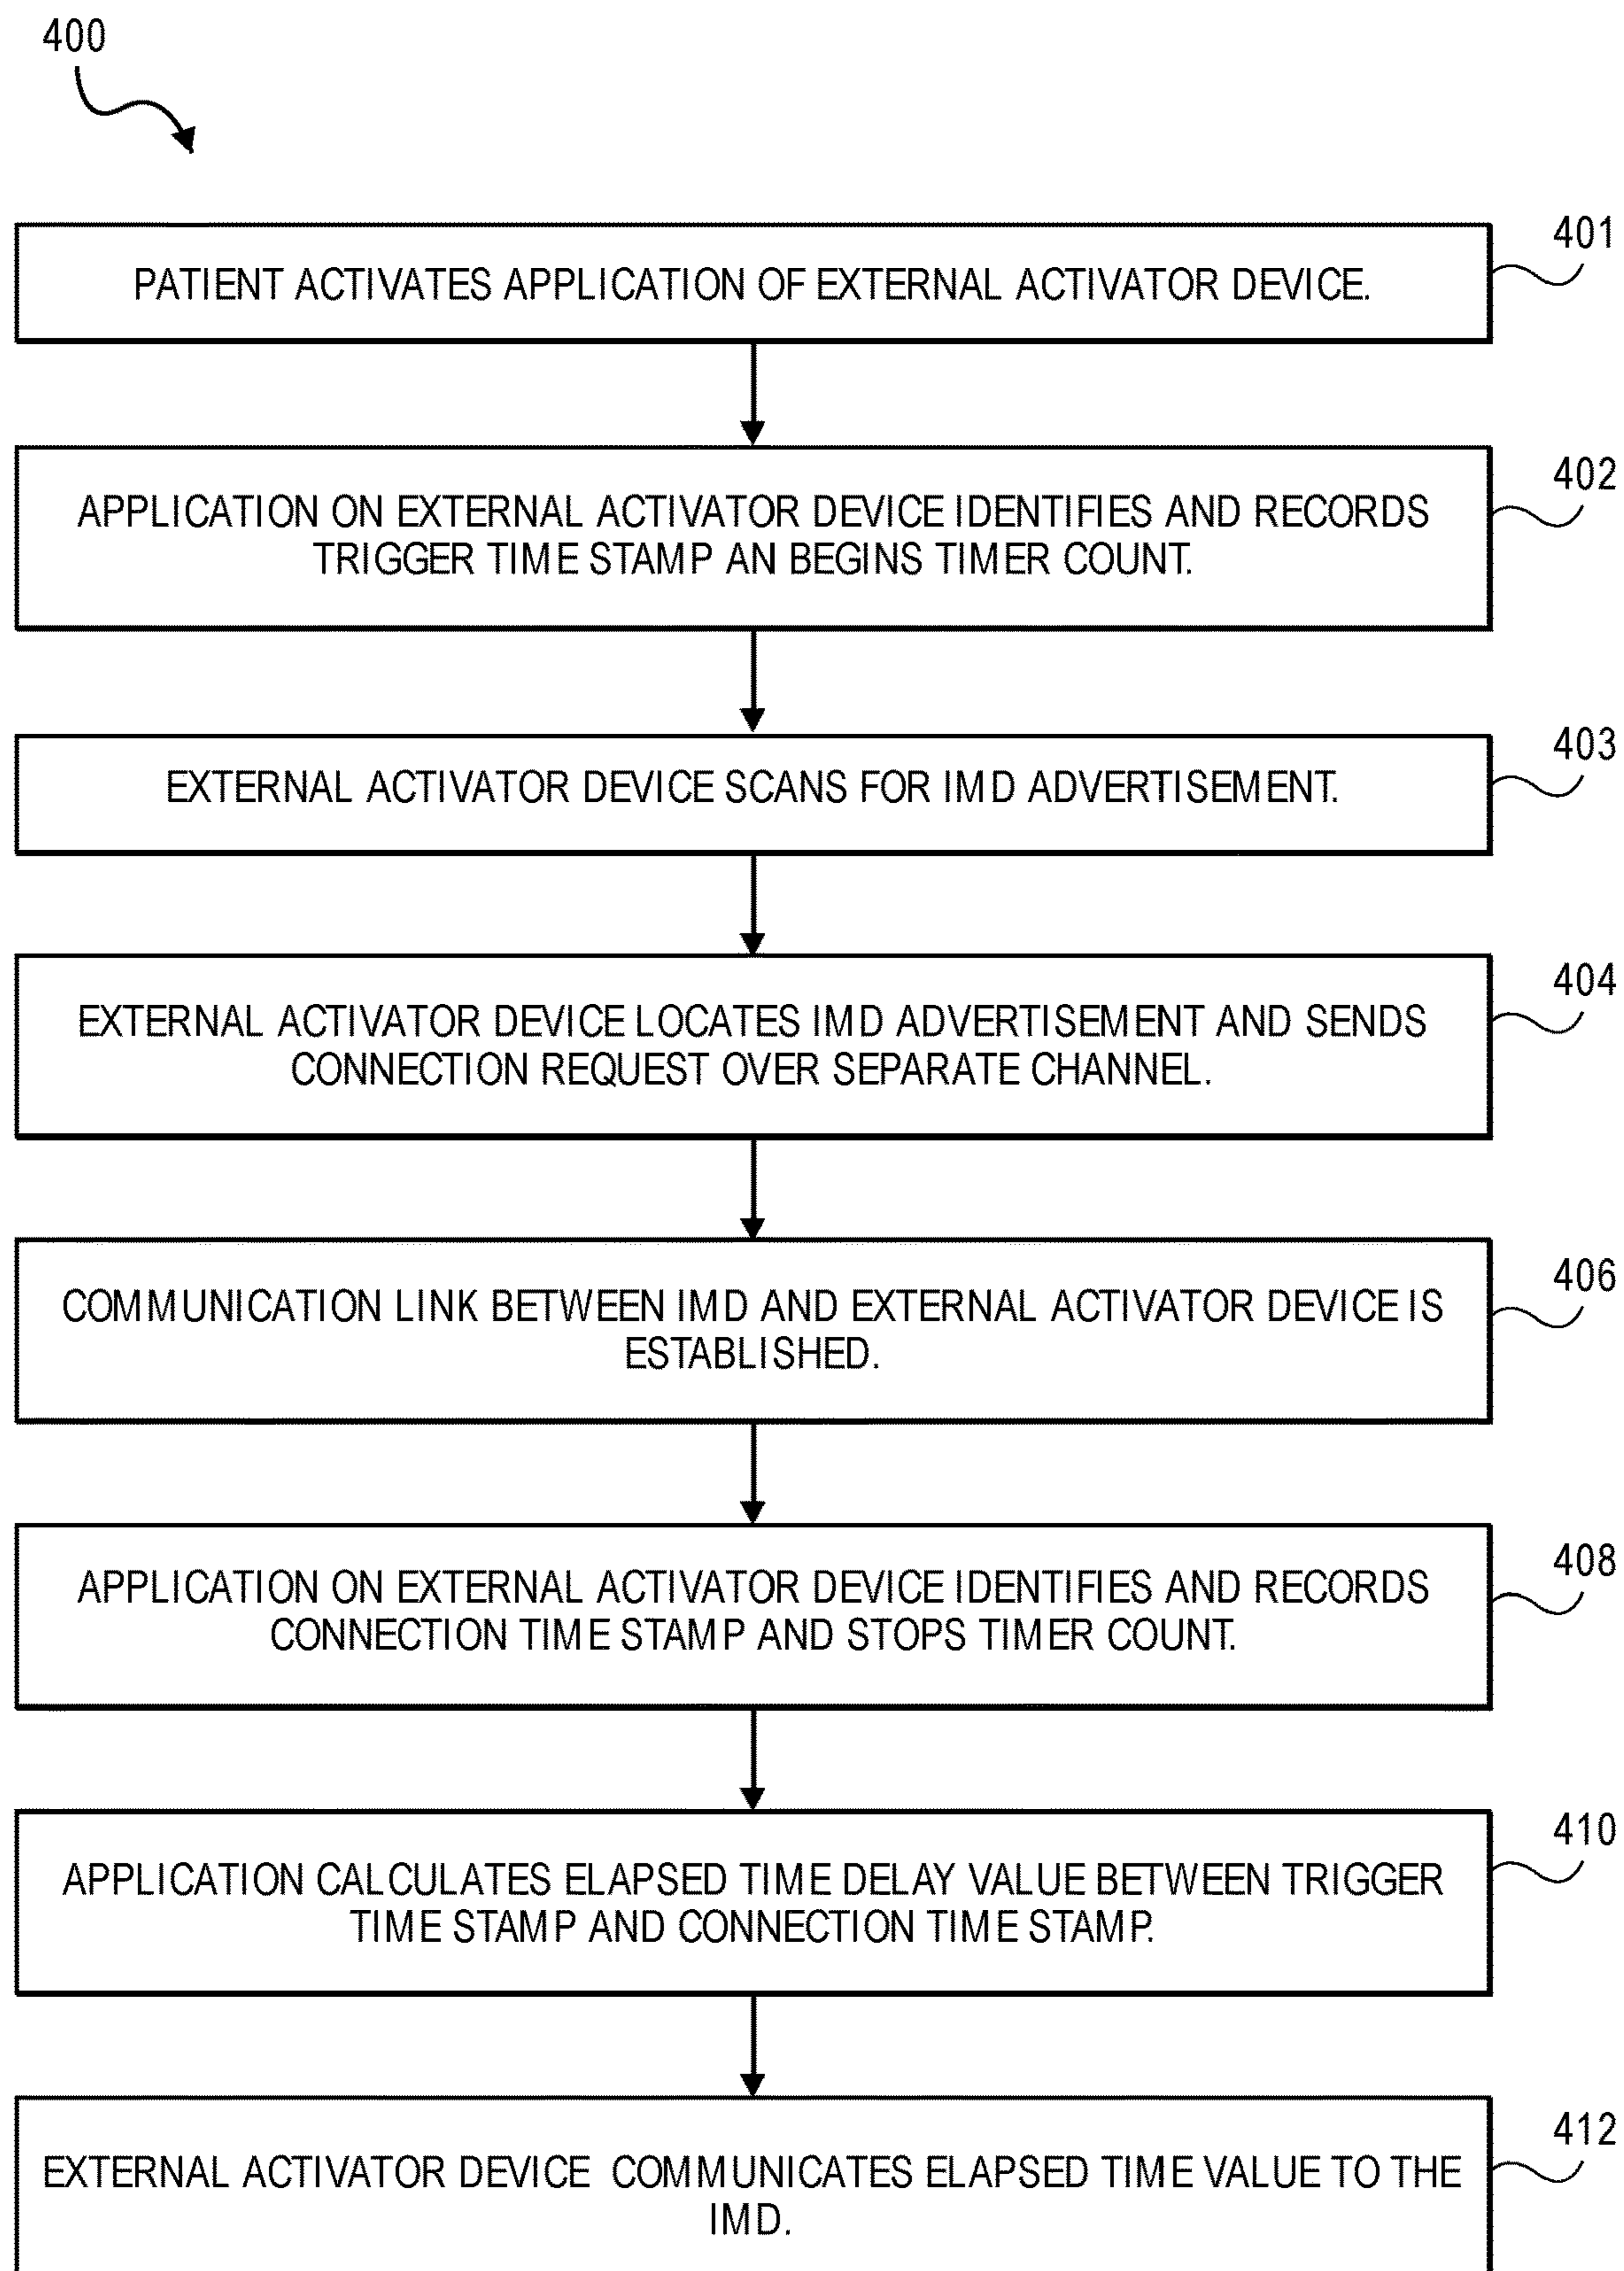 400
401
PATIENT ACTIVATES APPLICATION OF EXTERNAL ACTIVATOR DEVICE.
402
APPLICATION ON EXTERNAL ACTIVATOR DEVICE IDENTIFIES AND RECORDS
TRIGGER TIME STAMP AN BEGINS TIMER COUNT.
403
EXTERNAL ACTIVATOR DEVICE SCANS FOR IMD ADVERTISEMENT.
404
EXTERNAL ACTIVATOR DEVICE LOCATES IMD ADVERTISEMENT AND SENDS
CONNECTION REQUEST OVER SEPARATE CHANNEL.
406
COMMUNICATION LINK BETWEEN IMD AND EXTERNAL ACTIVATOR DEVICE IS
ESTABLISHED.
408
APPLICATION ON EXTERNAL ACTIVATOR DEVICE IDENTIFIES AND RECORDS
CONNECTION TIME STAMP AND STOPS TIMER COUNT.
410
APPLICATION CALCULATES ELAPSED TIME DELAY VALUE BETWEEN TRIGGER
TIME STAMP AND CONNECTION TIME STAMP.
412
EXTERNAL ACTIVATOR DEVICE COMMUNICATES ELAPSED TIME VALUE TO THE
IMD.